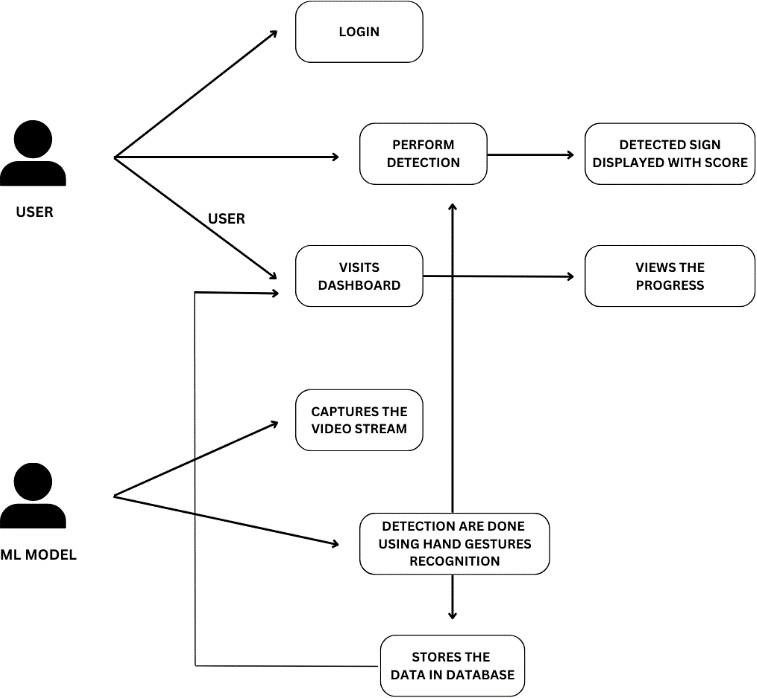 LOGIN
PERFORM
DETECTION
DETECTED SIGN
DISPLAYED WITH SCORE
USER
USER
VISITS
DASHBOARD
VIEWS THE
PROGRESS
CAPTURES THE
VIDEO STREAM
ML MODEL
DETECTION ARE DONE
USING HAND GESTURES
RECOGNITION
STORES THE
DATA IN DATABASE